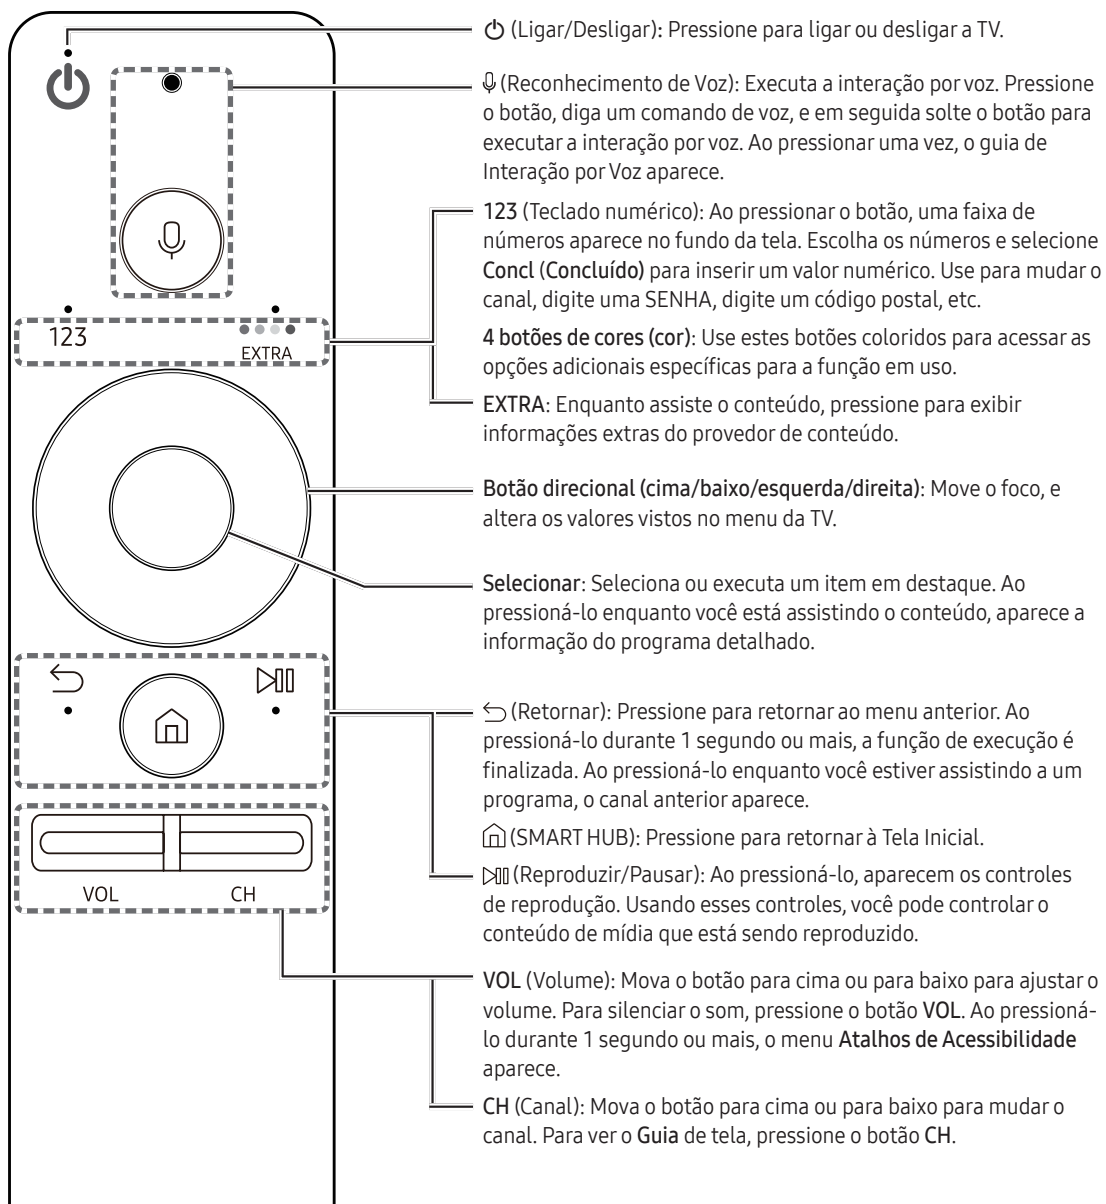 (Ligar/Desligar): Pressione para ligar ou desligar a TV.
(Reconhecimento de Voz): Executa a interação por voz. Pressione
o botão, diga um comando de voz, e em seguida solte o botão para
executar a interação por voz. Ao pressionar uma vez, o guia de
Interação por Voz aparece.
123 (Teclado numérico): Ao pressionar o botão, uma faixa de
números aparece no fundo da tela. Escolha os números e selecione
Concl (Concluído) para inserir um valor numérico. Use para mudar o
canal, digite uma SENHA, digite um código postal, etc.
123
EXTRA
4 botões de cores (cor): Use estes botões coloridos para acessar as
opções adicionais específicas para a função em uso.
EXTRA: Enquanto assiste o conteúdo, pressione para exibir
informações extras do provedor de conteúdo.
Botão direcional (cima/baixo/esquerda/direita): Move o foco, e
altera os valores vistos no menu da TV.
Selecionar: Seleciona ou executa um item em destaque. Ao
pressioná-lo enquanto você está assistindo o conteúdo, aparece a
informação do programa detalhado.
(Retornar): Pressione para retornar ao menu anterior. Ao
pressioná-lo durante 1 segundo ou mais, a função de execução é
finalizada. Ao pressioná-lo enquanto você estiver assistindo a um
programa, o canal anterior aparece.
(SMART HUB): Pressione para retornar à Tela Inicial.
(Reproduzir/Pausar): Ao pressioná-lo, aparecem os controles
de reprodução. Usando esses controles, você pode controlar o
conteúdo de mídia que está sendo reproduzido.
VOL
CH
VOL (Volume): Mova o botão para cima ou para baixo para ajustar o
volume. Para silenciar o som, pressione o botão VOL. Ao pressioná-
lo durante 1 segundo ou mais, o menu Atalhos de Acessibilidade
aparece.
CH (Canal): Mova o botão para cima ou para baixo para mudar o
canal. Para ver o Guia de tela, pressione o botão CH.